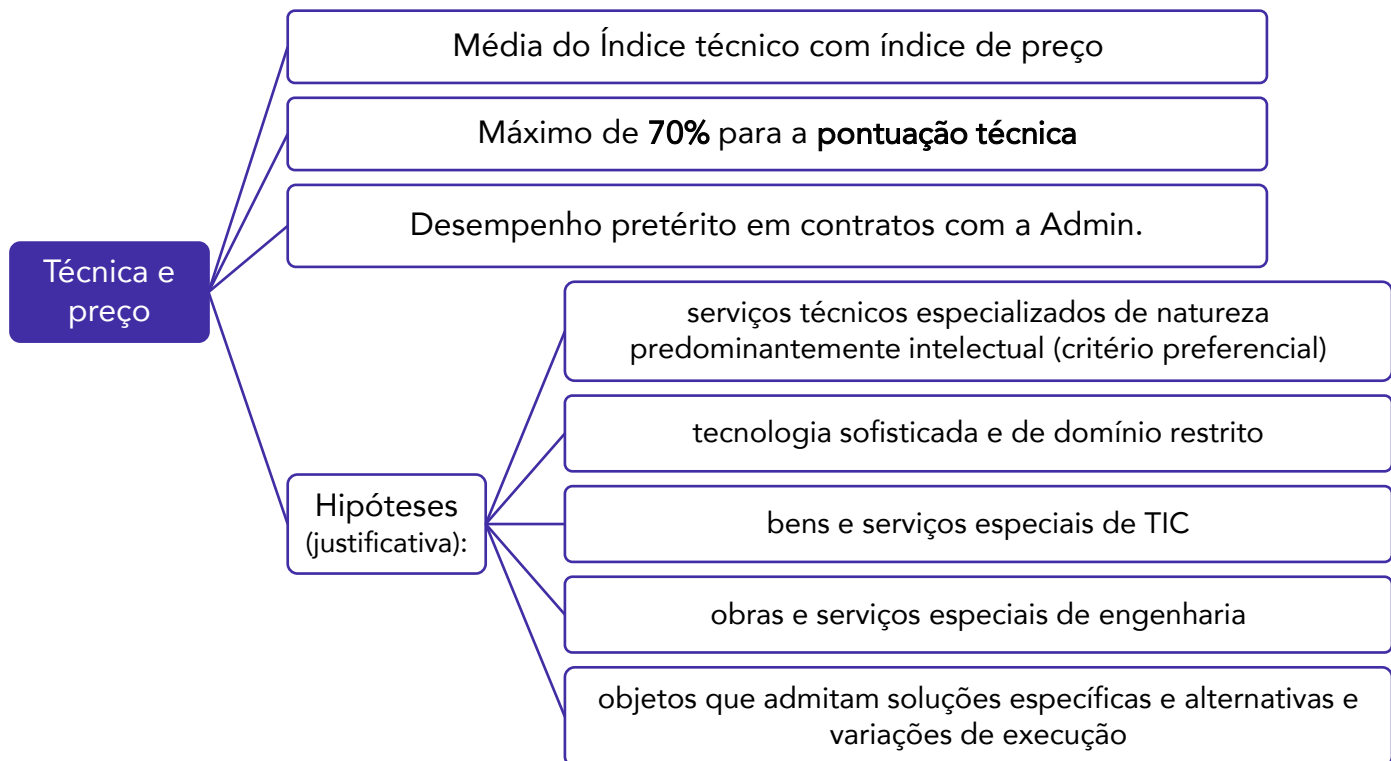 Média do Índice técnico com índice de preço
Máximo de 70% para a pontuação técnica
Desempenho pretérito em contratos com a Admin.
Técnica e
preço
Hipóteses
(justificativa):
serviços técnicos especializados de natureza
predominantemente intelectual (critério preferencial)
tecnologia sofisticada e de domínio restrito
bens e serviços especiais de TIC
obras e serviços especiais de engenharia
objetos que admitam soluções específicas e alternativas e
variações de execução